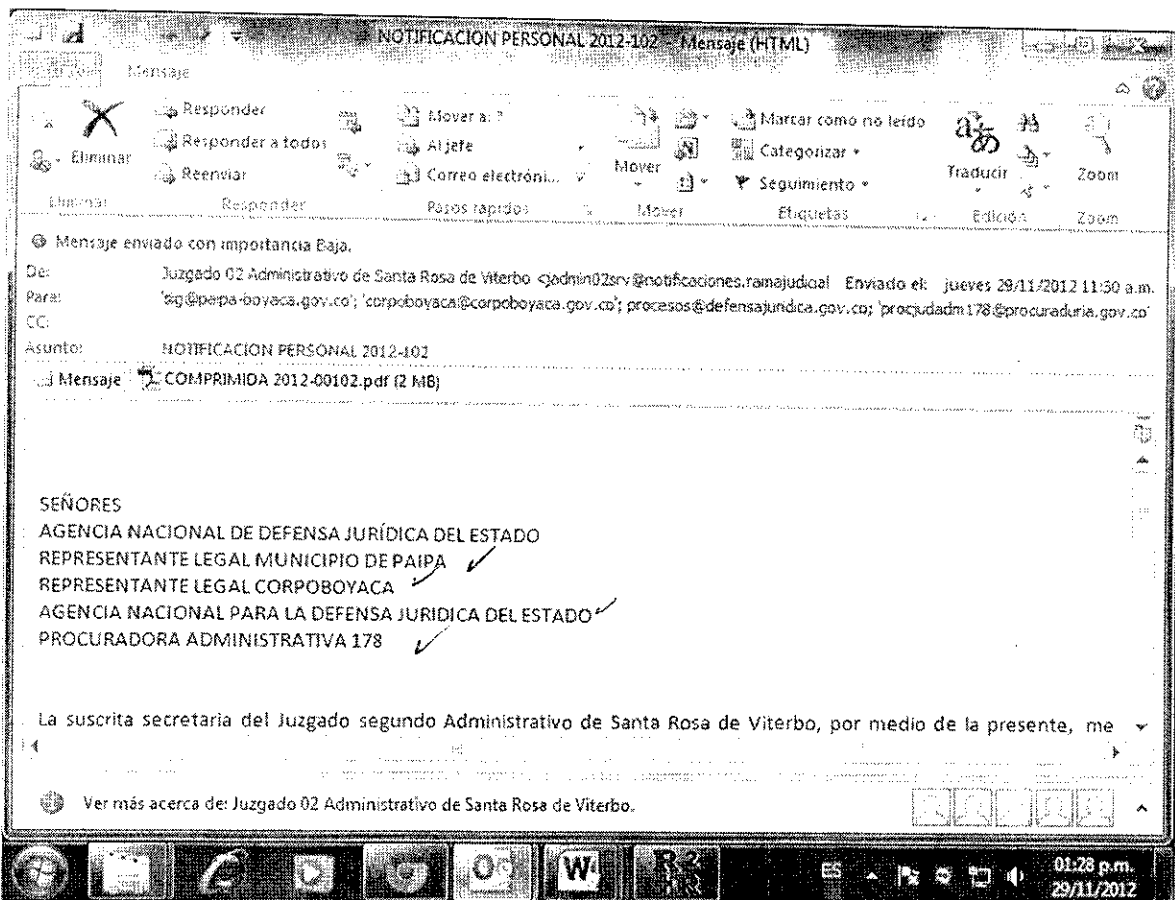 NOTIFICACION PERSONAL 2012-102 - Mensaje (HTML)
Mensaje
Eliminar
Responder
Responder a todos
Reenviar
Mover a: ?
Al jefe
Correo electróni...
Mover
Marcar como no leído
Categorizar
Seguimiento
Traducir
Zoom
Eliminar
Responder
Pasos rápidos
Mover
Etiquetas
Edición
Zoom
Mensaje enviado con importancia Baja.
De: Juzgado 02 Administrativo de Santa Rosa de Viterbo <jadmin02srv@notificaciones.ramajudicial Enviado el: jueves 29/11/2012 11:30 a.m.
Para: 'sig@paipa-boyaca.gov.co'; 'corpoboyaca@corpoboyaca.gov.co'; procesos@defensajuridica.gov.co; 'procjudadm178@procuraduria.gov.co'
CC:
Asunto: NOTIFICACION PERSONAL 2012-102
Mensaje COMPRIMIDA 2012-00102.pdf (2 MB)
SEÑORES
AGENCIA NACIONAL DE DEFENSA JURÍDICA DEL ESTADO
REPRESENTANTE LEGAL MUNICIPIO DE PAIPA
REPRESENTANTE LEGAL CORPOBOYACA
AGENCIA NACIONAL PARA LA DEFENSA JURIDICA DEL ESTADO
PROCURADORA ADMINISTRATIVA 178
La suscrita secretaria del Juzgado segundo Administrativo de Santa Rosa de Viterbo, por medio de la presente, me
Ver más acerca de: Juzgado 02 Administrativo de Santa Rosa de Viterbo.
ES
01:28 p.m.
29/11/2012